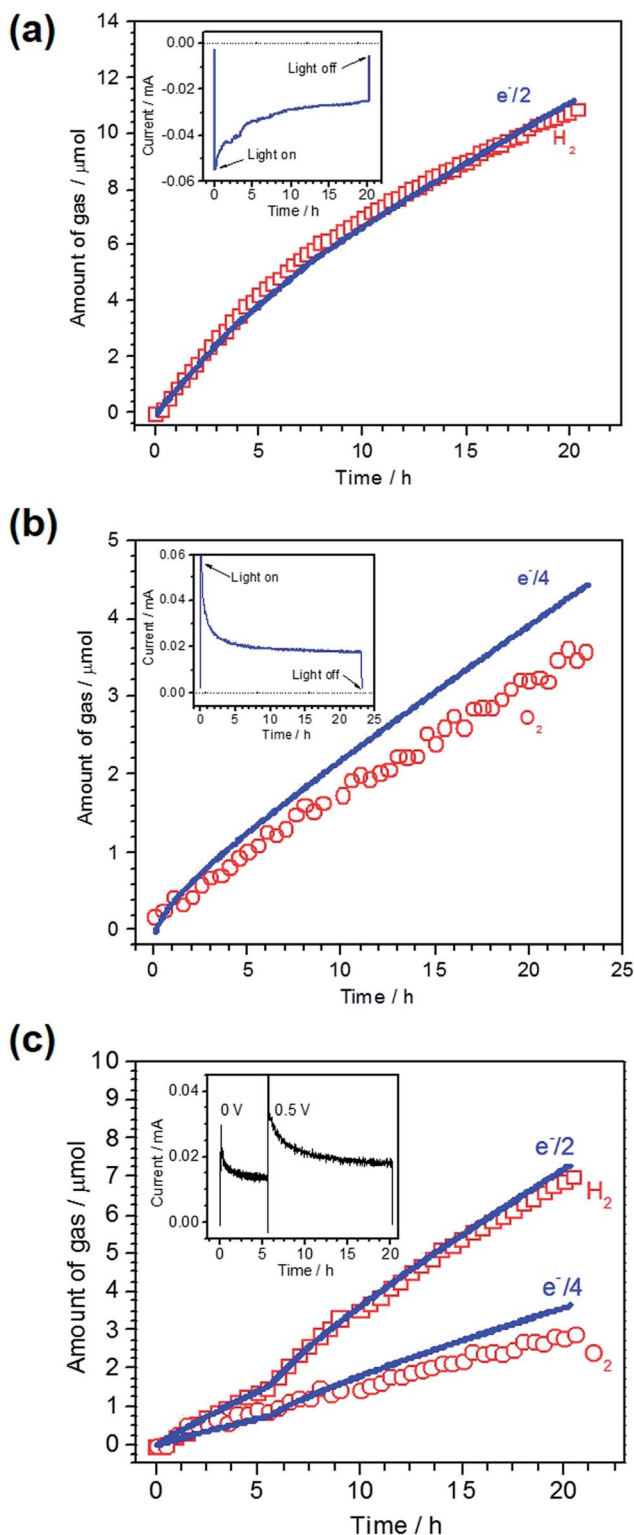 (a)
14
12
10
8
6
4
2
0
Amount of gas / μmol
0 5 10 15 20
Time / h
e⁻/2
H₂
0.00
-0.02
-0.04
-0.06
Current / mA
Light off
Light on
0 5 10 15 20
Time / h
(b)
5
4
3
2
1
0
Amount of gas / μmol
0 5 10 15 20 25
Time / h
e⁻/4
O₂
0.06
0.04
0.02
0.00
Current / mA
Light on
Light off
0 5 10 15 20 25
Time / h
(c)
10
9
8
7
6
5
4
3
2
1
0
Amount of gas / μmol
0 5 10 15 20
Time / h
e⁻/2
H₂
e⁻/4
O₂
0.04
0.02
0.00
Current / mA
0 V 0.5 V
0 5 10 15 20
Time / h